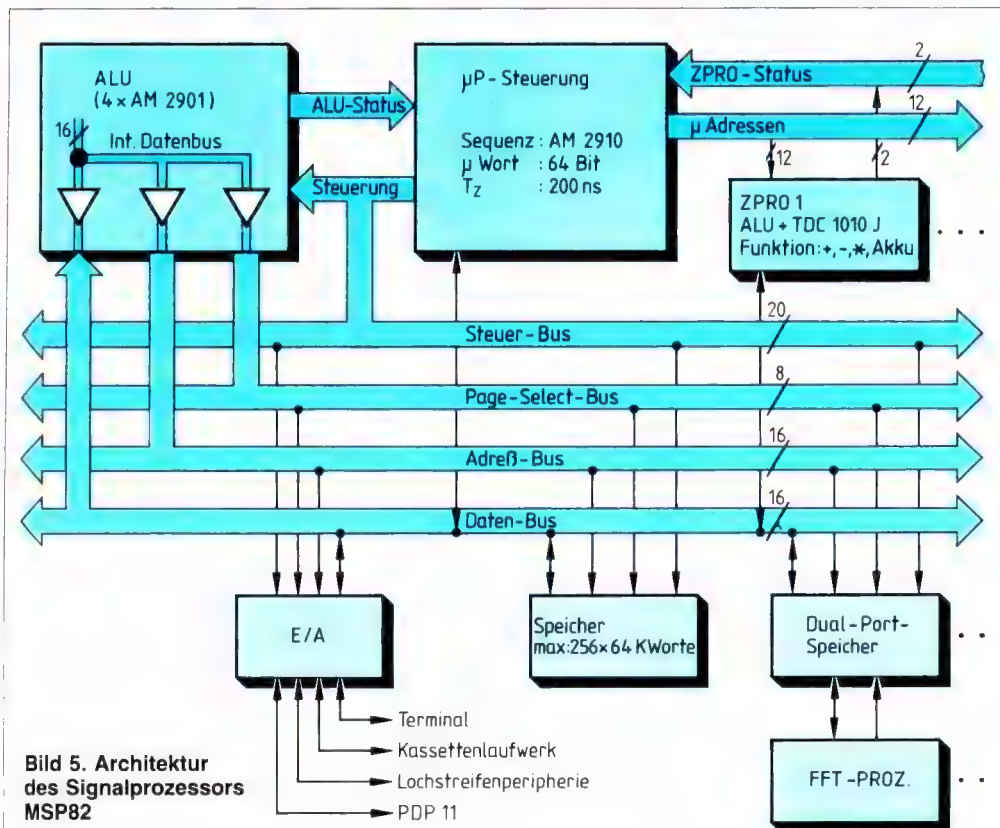 ALU
(4 x AM 2901)
16
Int. Datenbus
ALU-Status
Steuerung
µP-Steuerung
Sequenz : AM 2910
µ Wort : 64 Bit
TZ : 200 ns
2
ZPRO-Status
12
µ Adressen
12
2
ZPRO 1
ALU + TDC 1010 J
Funktion:+,-,*,Akku
20
Steuer-Bus
8
Page-Select-Bus
16
Adreß-Bus
16
Daten-Bus
E/A
Speicher
max:256x64 KWorte
Dual-Port-
Speicher
Terminal
Kassettenlaufwerk
Lochstreifenperipherie
PDP 11
FFT-PROZ.
Bild 5. Architektur
des Signalprozessors
MSP82